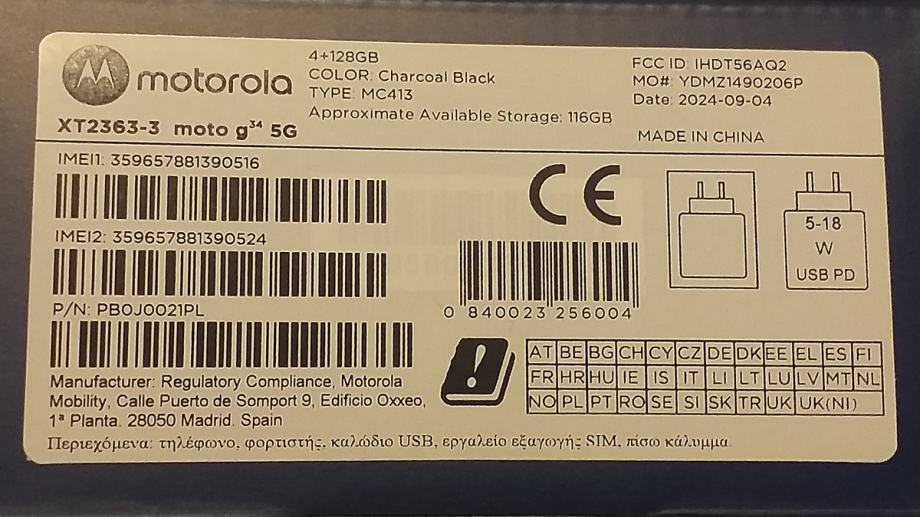 motorola
4+128GB
COLOR: Charcoal Black
TYPE: MC413
Approximate Available Storage: 116GB
FCC ID: IHDT56AQ2
MO#: YDMZ1490206P
Date: 2024-09-04
MADE IN CHINA
XT2363-3 moto g³⁴ 5G
IMEI1: 359657881390516
IMEI2: 359657881390524
P/N: PB0J0021PL
CE
0 840023 256004
5-18
W
USB PD
Manufacturer: Regulatory Compliance, Motorola
Mobility, Calle Puerto de Somport 9, Edificio Oxxeo,
1ª Planta. 28050 Madrid. Spain
AT BE BG CH CY CZ DE DK EE EL ES FI
FR HR HU IE IS IT LI LT LU LV MT NL
NO PL PT RO SE SI SK TR UK UK(NI)
Περιεχόμενα: τηλέφωνο, φορτιστής, καλώδιο USB, εργαλείο εξαγωγής SIM, πίσω κάλυμμα